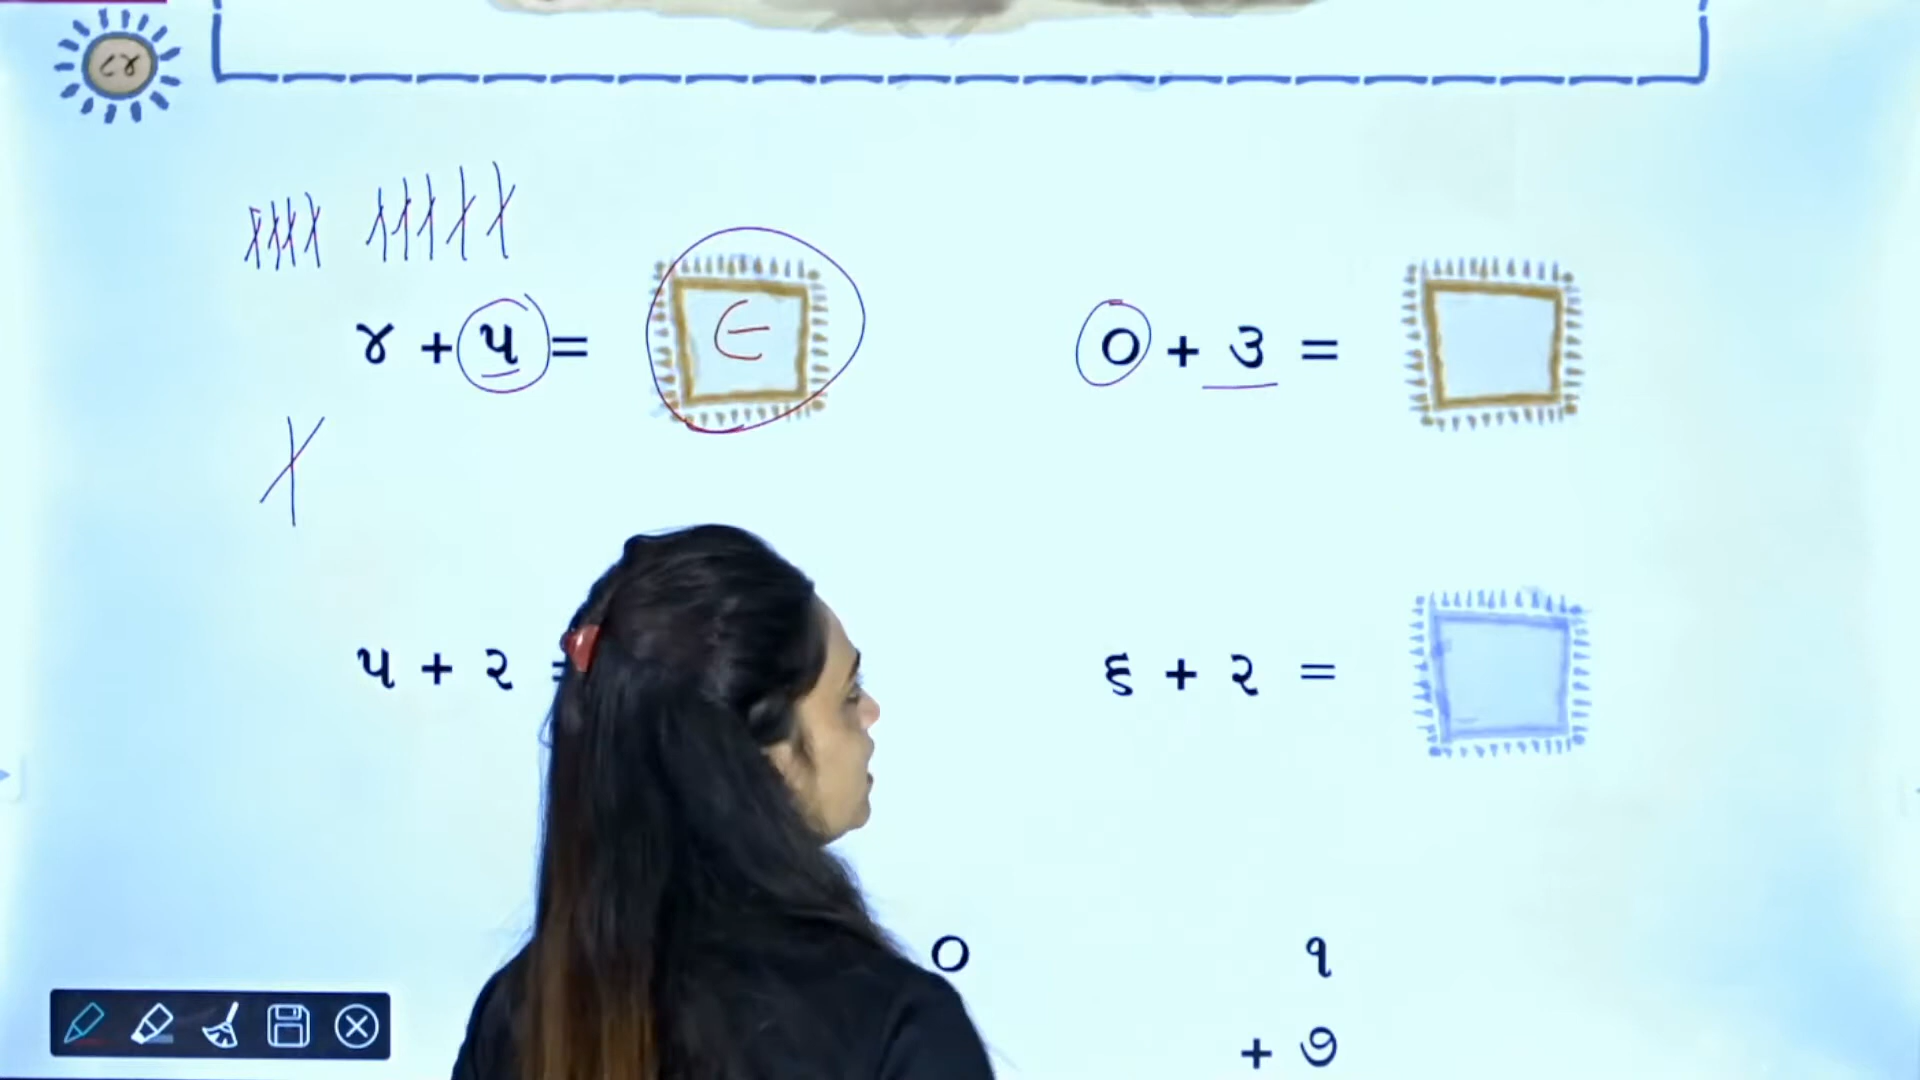 ૮૪
૪ + ૫ = ૯
૦ + ૩ =
૫ + ૨ =
૬ + ૨ =
૦
૧
+ ૭